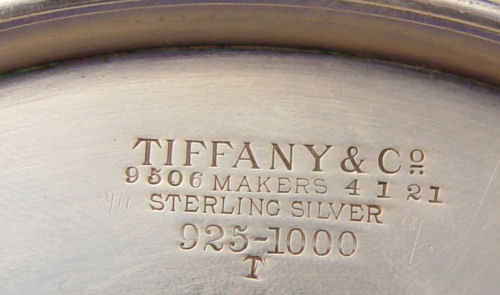 TIFFANY & Cº
9506 MAKERS 4121
STERLING SILVER
925-1000
T